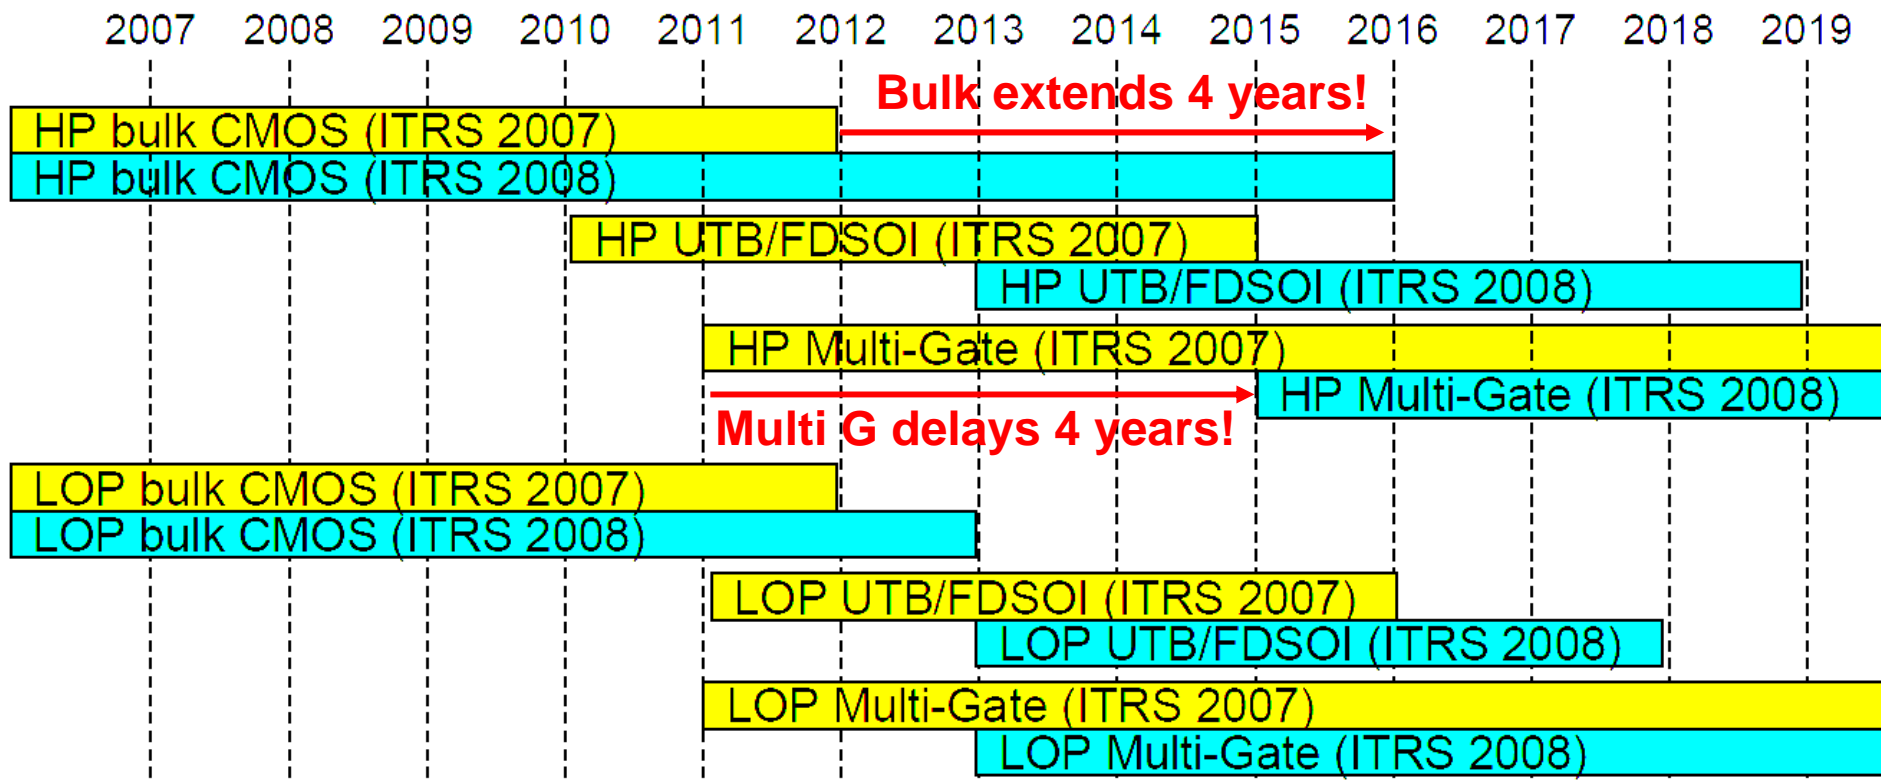 2007 2008 2009 2010 2011 2012 2013 2014 2015 2016 2017 2018 2019
Bulk extends 4 years!
HP bulk CMOS (ITRS 2007)
HP bulk CMOS (ITRS 2008)
HP UTB/FDSOI (ITRS 2007)
HP UTB/FDSOI (ITRS 2008)
HP Multi-Gate (ITRS 2007)
HP Multi-Gate (ITRS 2008)
Multi G delays 4 years!
LOP bulk CMOS (ITRS 2007)
LOP bulk CMOS (ITRS 2008)
LOP UTB/FDSOI (ITRS 2007)
LOP UTB/FDSOI (ITRS 2008)
LOP Multi-Gate (ITRS 2007)
LOP Multi-Gate (ITRS 2008)